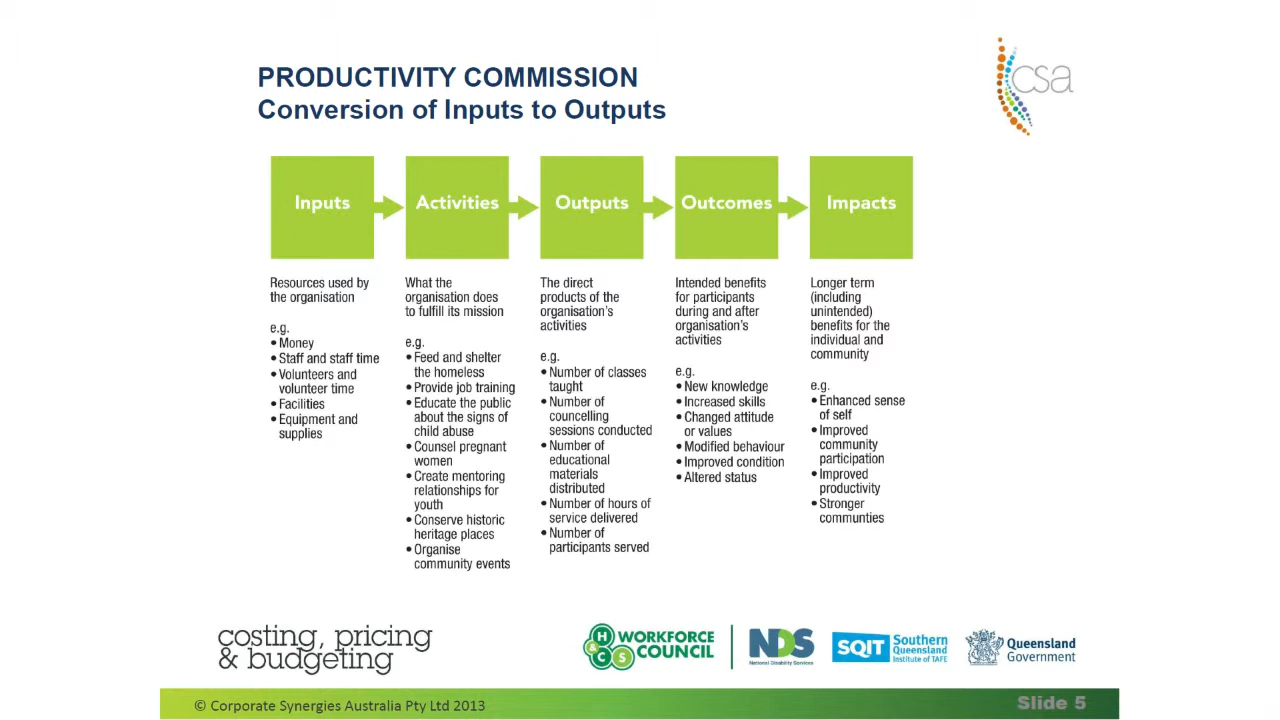 PRODUCTIVITY COMMISSION
Conversion of Inputs to Outputs
csa
Inputs
Activities
Outputs
Outcomes
Impacts
Resources used by
the organisation
e.g.
• Money
• Staff and staff time
• Volunteers and
volunteer time
• Facilities
• Equipment and
supplies
What the
organisation does
to fulfill its mission
e.g.
• Feed and shelter
the homeless
• Provide job training
• Educate the public
about the signs of
child abuse
• Counsel pregnant
women
• Create mentoring
relationships for
youth
• Conserve historic
heritage places
• Organise
community events
The direct
products of the
organisation's
activities
e.g.
• Number of classes
taught
• Number of
councelling
sessions conducted
• Number of
educational
materials
distributed
• Number of hours of
service delivered
• Number of
participants served
Intended benefits
for participants
during and after
organisation's
activities
e.g.
• New knowledge
• Increased skills
• Changed attitude
or values
• Modified behaviour
• Improved condition
• Altered status
Longer term
(including
unintended)
benefits for the
individual and
community
e.g.
• Enhanced sense
of self
• Improved
community
participation
• Improved
productivity
• Stronger
communties
costing, pricing
& budgeting
H & C S
WORKFORCE
COUNCIL
NDS
National Disability Services
SQIT
Southern
Queensland
Institute of TAFE
Queensland
Government
© Corporate Synergies Australia Pty Ltd 2013
Slide 5